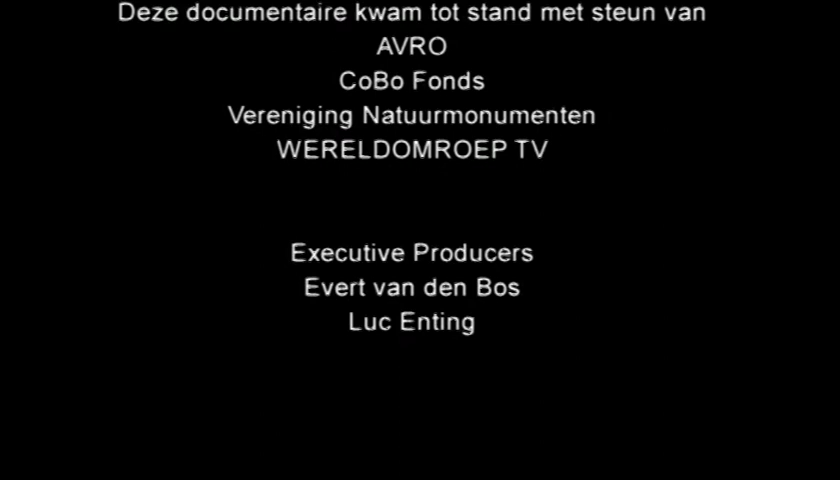 Deze documentaire kwam tot stand met steun van
AVRO
CoBo Fonds
Vereniging Natuurmonumenten
WERELDOMROEP TV
Executive Producers
Evert van den Bos
Luc Enting